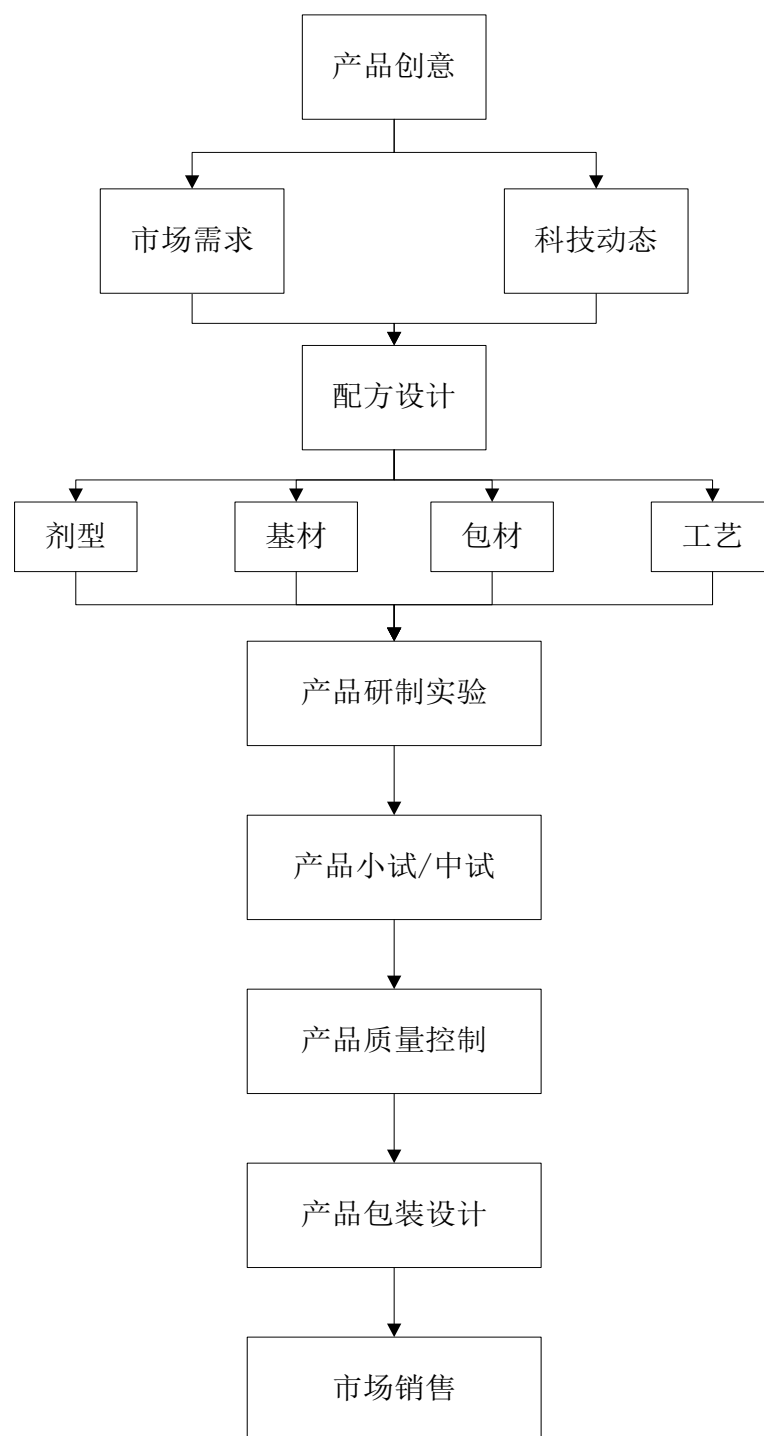 产品创意
市场需求
科技动态
配方设计
剂型
基材
包材
工艺
产品研制实验
产品小试/中试
产品质量控制
产品包装设计
市场销售